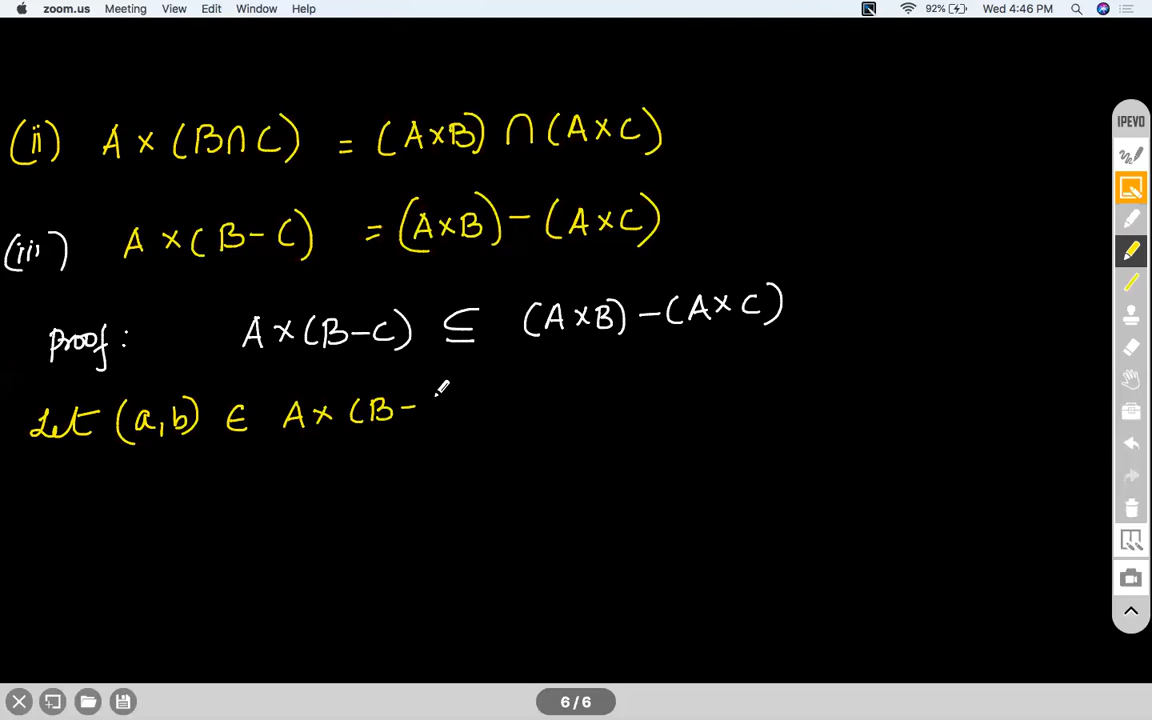 zoom.us Meeting View Edit Window Help 92% Wed 4:46 PM
(ii) A × (B∩C) = (A×B) ∩ (A×C)
(iii) A × (B - C) = (A×B) - (A×C)
Proof: A × (B-C) ⊆ (A×B) - (A×C)
Let (a,b) ∈ A × (B-
IPEVO
6/6